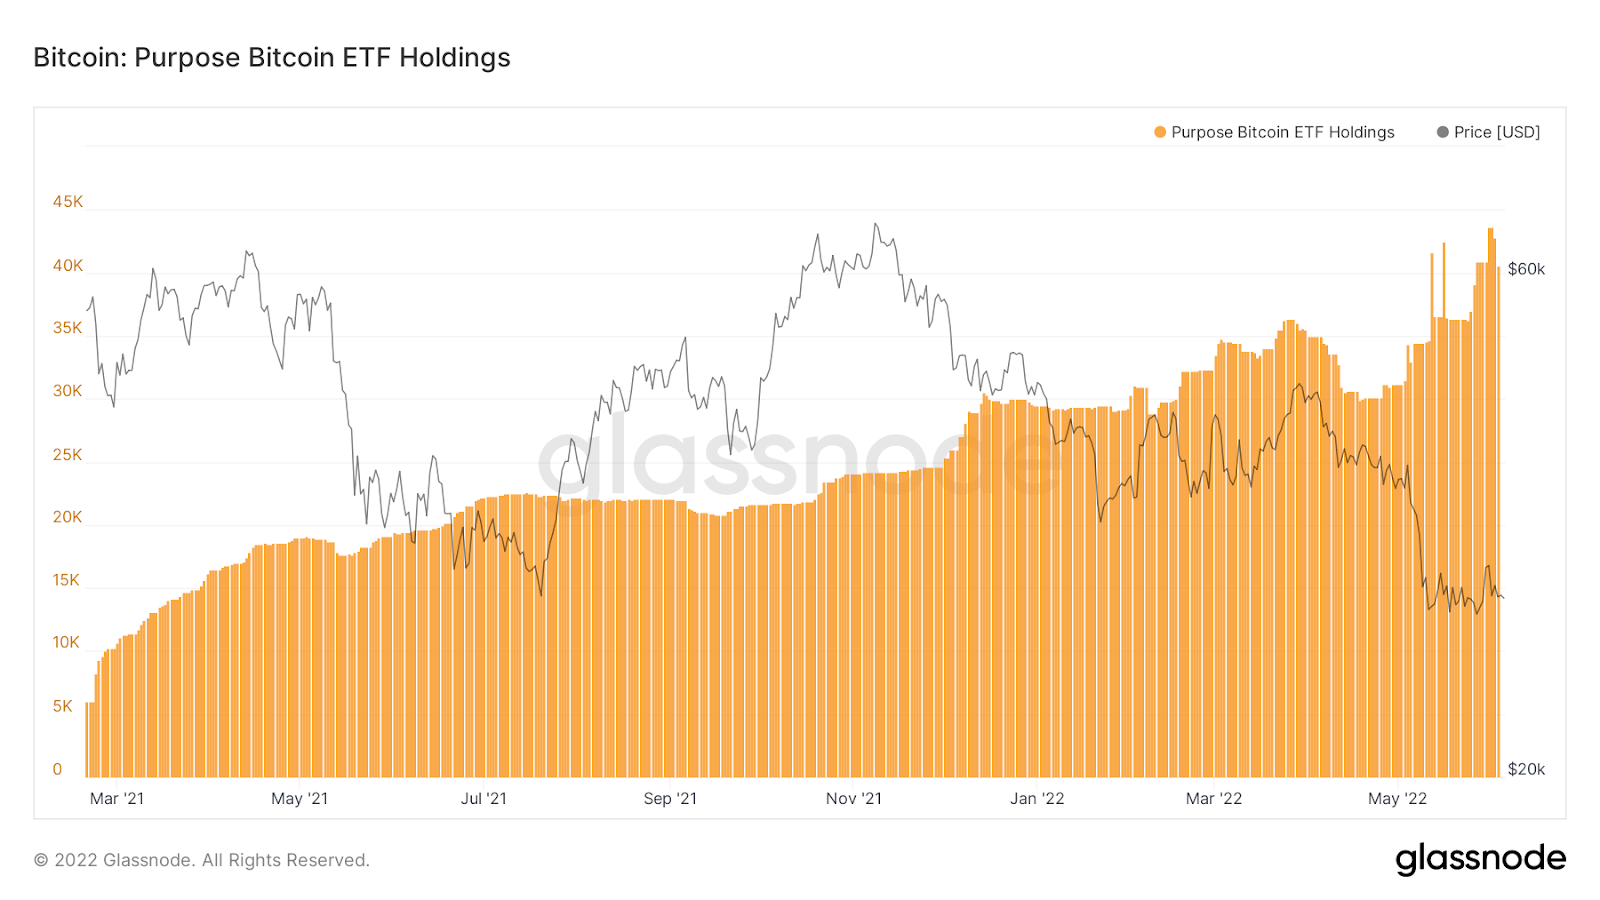 Bitcoin: Purpose Bitcoin ETF Holdings
Purpose Bitcoin ETF Holdings
Price [USD]
45K
40K
35K
30K
25K
20K
15K
10K
5K
0
$60k
$20k
glassnode
Mar '21
May '21
Jul '21
Sep '21
Nov '21
Jan '22
Mar '22
May '22
© 2022 Glassnode. All Rights Reserved.
glassnode